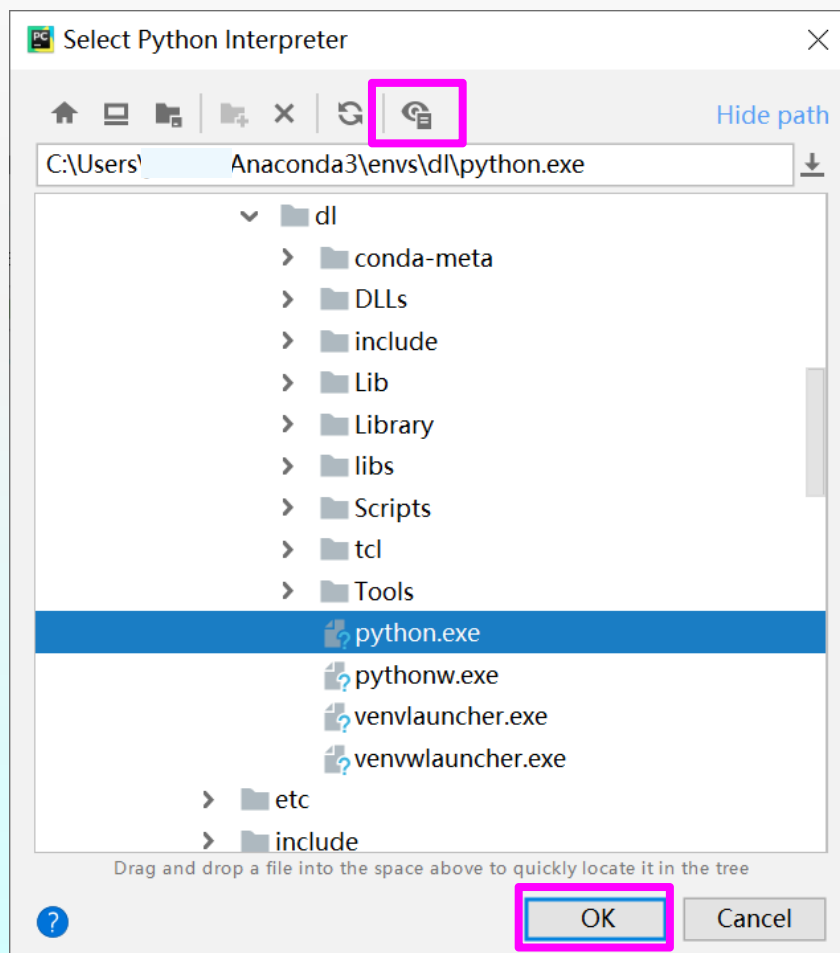 PC
Select Python Interpreter
Hide path
C:\Users\ Anaconda3\envs\dl\python.exe
dl
conda-meta
DLLs
include
Lib
Library
libs
Scripts
tcl
Tools
python.exe
pythonw.exe
venvlauncher.exe
venvwlauncher.exe
etc
include
Drag and drop a file into the space above to quickly locate it in the tree
?
OK
Cancel